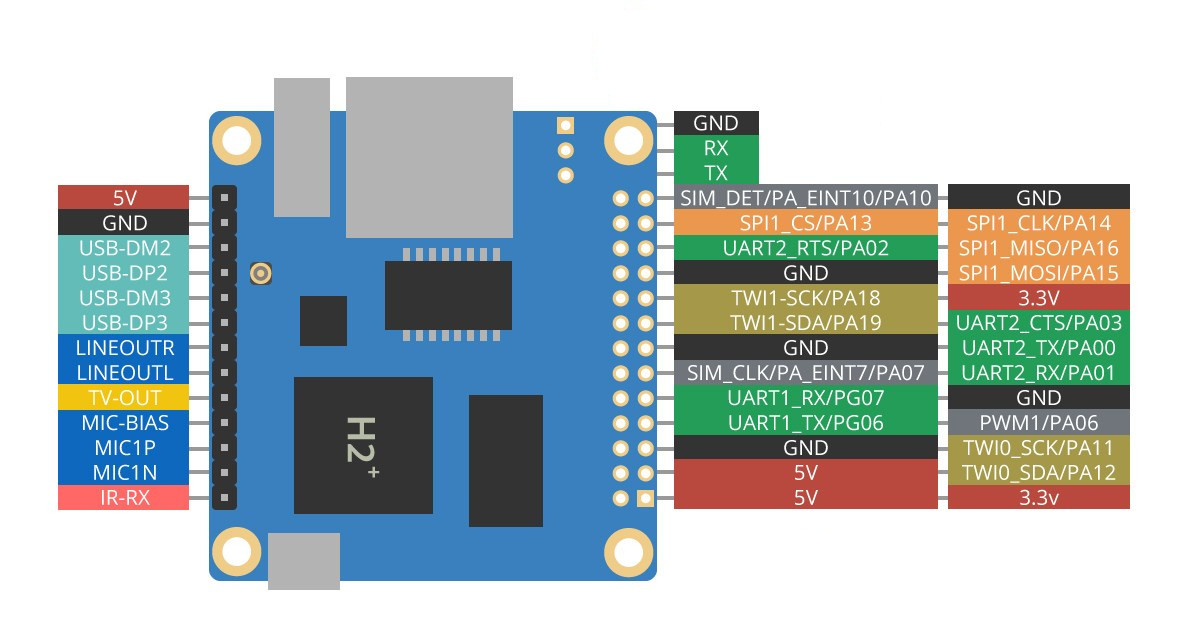 GND
RX
TX
5V
GND
USB-DM2
USB-DP2
USB-DM3
USB-DP3
LINEOUTR
LINEOUTL
TV-OUT
MIC-BIAS
MIC1P
MIC1N
IR-RX
H2+
SIM_DET/PA_EINT10/PA10
SPI1_CS/PA13
UART2_RTS/PA02
GND
TWI1-SCK/PA18
TWI1-SDA/PA19
GND
SIM_CLK/PA_EINT7/PA07
UART1_RX/PG07
UART1_TX/PG06
GND
5V
5V
GND
SPI1_CLK/PA14
SPI1_MISO/PA16
SPI1_MOSI/PA15
3.3V
UART2_CTS/PA03
UART2_TX/PA00
UART2_RX/PA01
GND
PWM1/PA06
TWI0_SCK/PA11
TWI0_SDA/PA12
3.3v